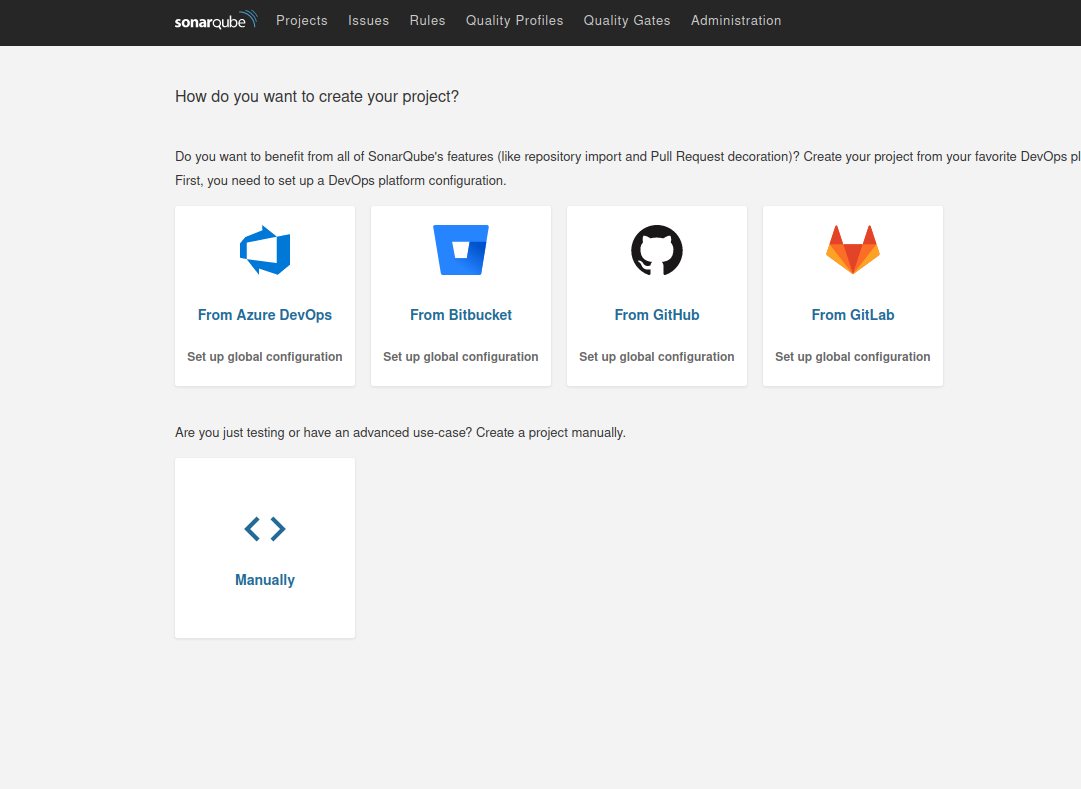 sonarqube Projects Issues Rules Quality Profiles Quality Gates Administration
How do you want to create your project?
Do you want to benefit from all of SonarQube's features (like repository import and Pull Request decoration)? Create your project from your favorite DevOps
First, you need to set up a DevOps platform configuration.
From Azure DevOps From Bitbucket From GitHub From GitLab
Set up global configuration Set up global configuration Set up global configuration Set up global configuration
Are you just testing or have an advanced use-case? Create a project manually.
Manually